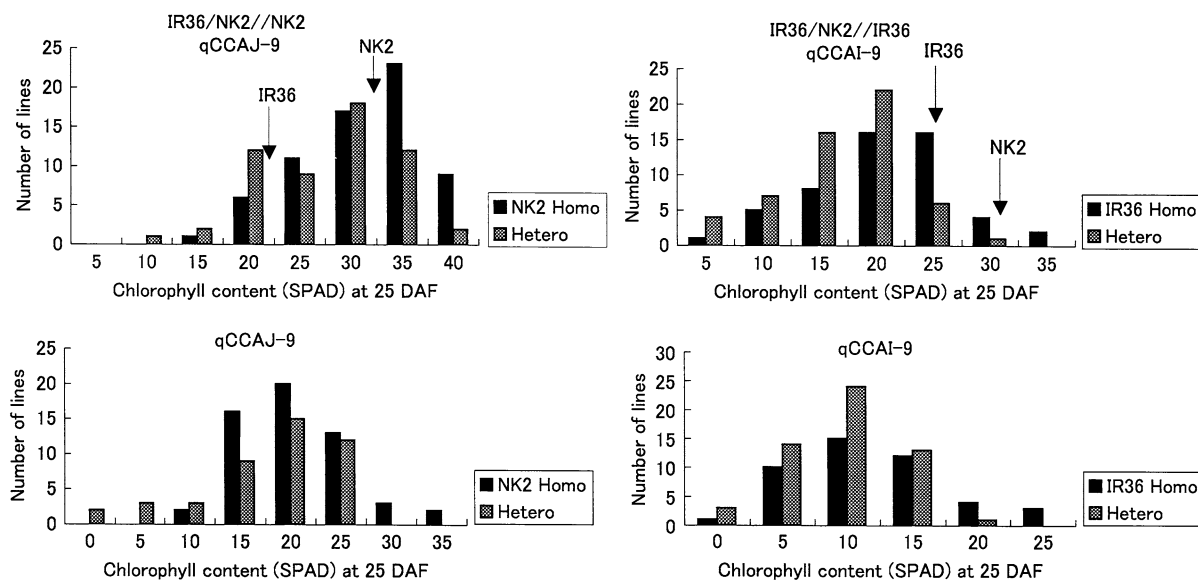 IR36/NK2//NK2
qCCAJ-9
NK2
IR36
Number of lines
25
20
15
10
5
0
5 10 15 20 25 30 35 40
Chlorophyll content (SPAD) at 25 DAF
NK2 Homo
Hetero
IR36/NK2//IR36
qCCAI-9
IR36
NK2
Number of lines
25
20
15
10
5
0
5 10 15 20 25 30 35
Chlorophyll content (SPAD) at 25 DAF
IR36 Homo
Hetero
qCCAJ-9
Number of lines
25
20
15
10
5
0
0 5 10 15 20 25 30 35
Chlorophyll content (SPAD) at 25 DAF
NK2 Homo
Hetero
qCCAI-9
Number of lines
30
25
20
15
10
5
0
0 5 10 15 20 25
Chlorophyll content (SPAD) at 25 DAF
IR36 Homo
Hetero